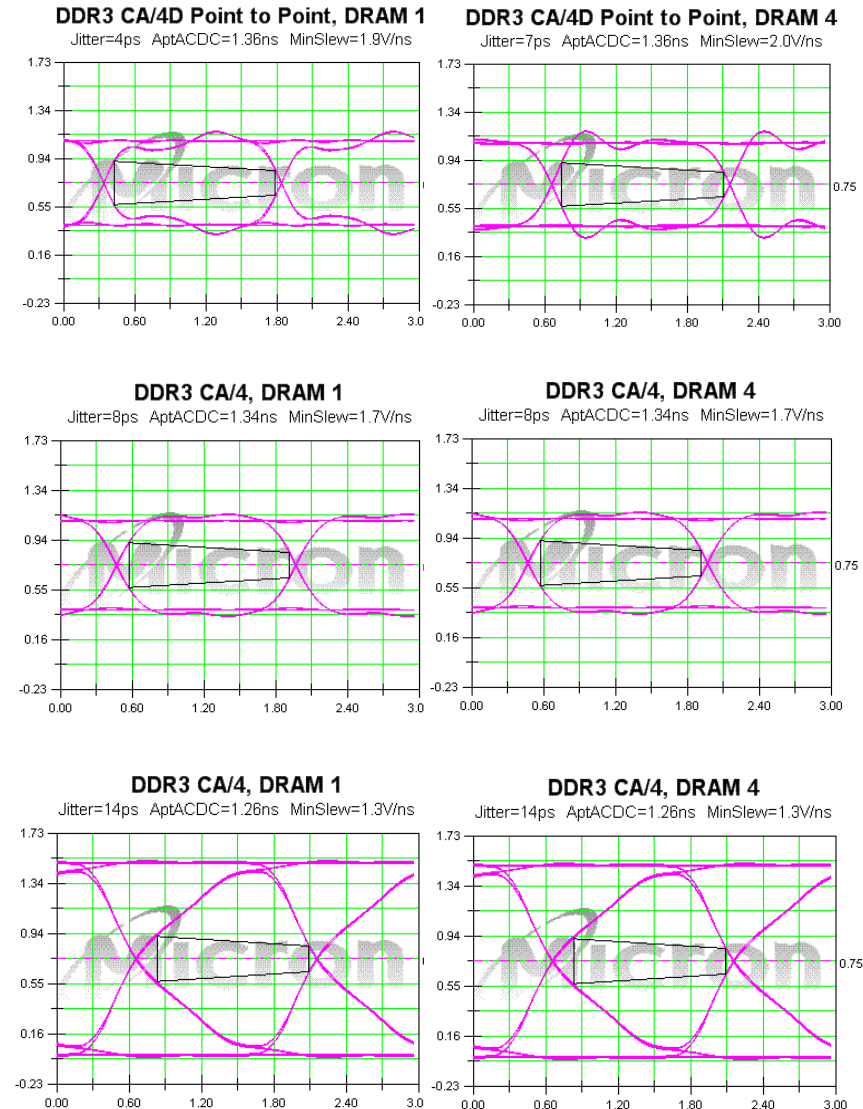 DDR3 CA/4D Point to Point, DRAM 1
Jitter=4ps AptACDC=1.36ns MinSlew=1.9V/ns
1.73
1.34
0.94
0.55
0.16
-0.23
0.00 0.60 1.20 1.80 2.40 3.0
Micron
DDR3 CA/4D Point to Point, DRAM 4
Jitter=7ps AptACDC=1.36ns MinSlew=2.0V/ns
1.73
1.34
0.94
0.55
0.16
-0.23
0.00 0.60 1.20 1.80 2.40 3.00
0.75
Micron
DDR3 CA/4, DRAM 1
Jitter=8ps AptACDC=1.34ns MinSlew=1.7V/ns
1.73
1.34
0.94
0.55
0.16
-0.23
0.00 0.60 1.20 1.80 2.40 3.0
Micron
DDR3 CA/4, DRAM 4
Jitter=8ps AptACDC=1.34ns MinSlew=1.7V/ns
1.73
1.34
0.94
0.55
0.16
-0.23
0.00 0.60 1.20 1.80 2.40 3.00
0.75
Micron
DDR3 CA/4, DRAM 1
Jitter=14ps AptACDC=1.26ns MinSlew=1.3V/ns
1.73
1.34
0.94
0.55
0.16
-0.23
0.00 0.60 1.20 1.80 2.40 3.0
Micron
DDR3 CA/4, DRAM 4
Jitter=14ps AptACDC=1.26ns MinSlew=1.3V/ns
1.73
1.34
0.94
0.55
0.16
-0.23
0.00 0.60 1.20 1.80 2.40 3.00
0.75
Micron